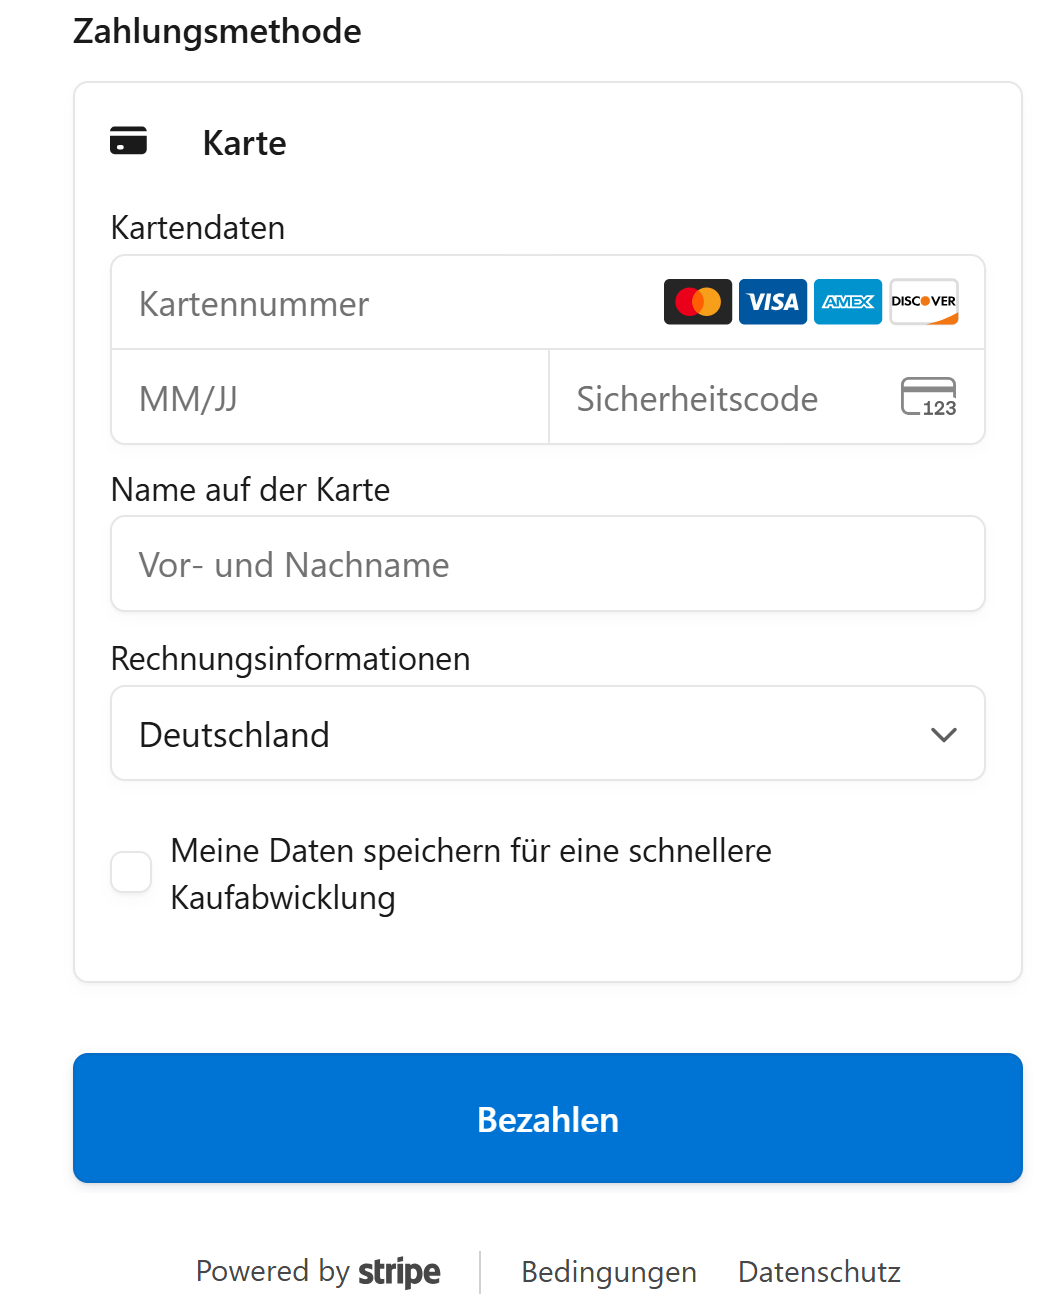 Zahlungsmethode
Karte
Kartendaten
Kartennummer VISA AMEX DISCOVER
MM/JJ Sicherheitscode 123
Name auf der Karte
Vor- und Nachname
Rechnungsinformationen
Deutschland
Meine Daten speichern für eine schnellere
Kaufabwicklung
Bezahlen
Powered by stripe Bedingungen Datenschutz